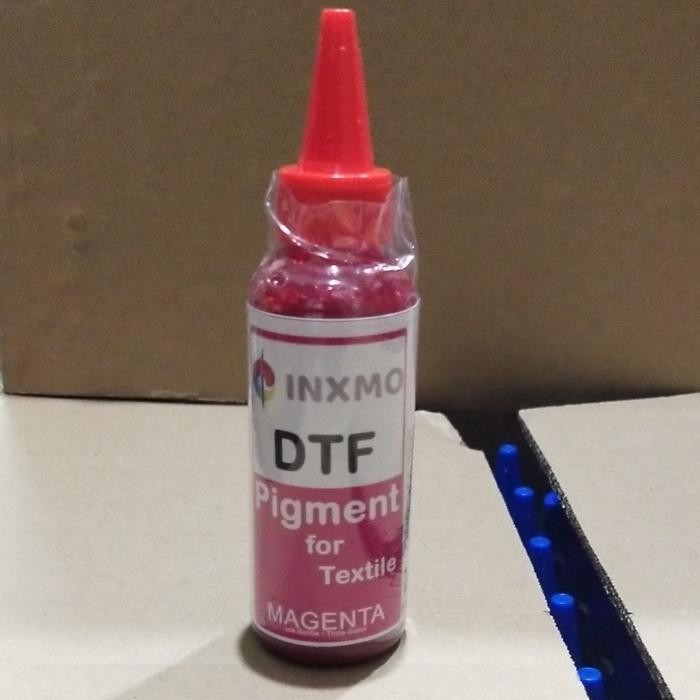 INXMO
DTF
Pigment
for
Textile
MAGENTA